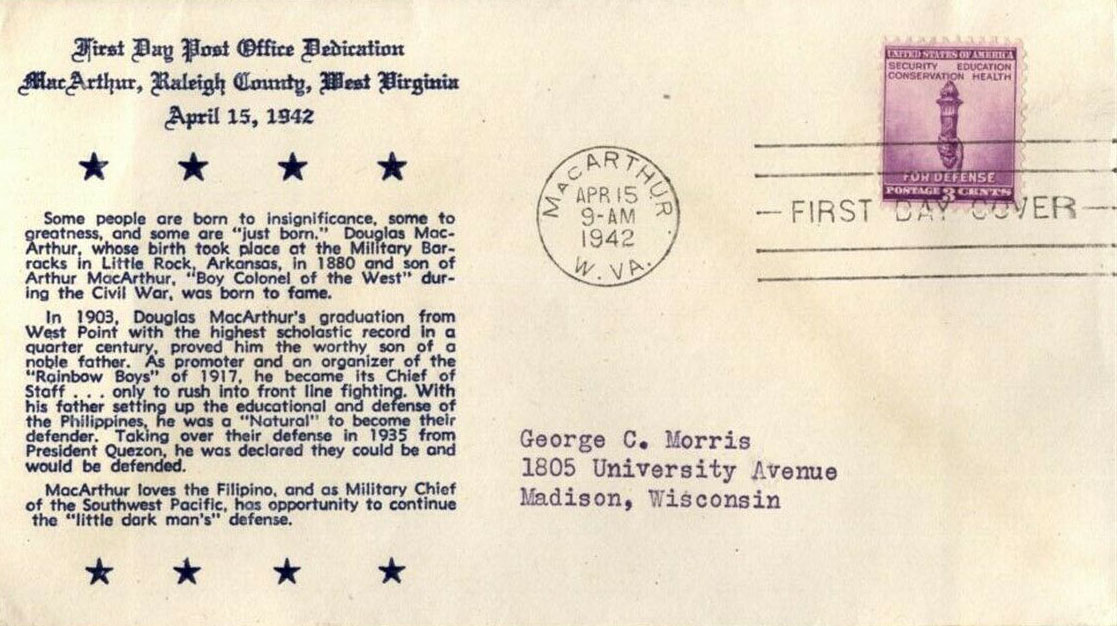 First Day Post Office Dedication
MacArthur, Raleigh County, West Virginia
April 15, 1942
Some people are born to insignificance, some to
greatness, and some are "just born." Douglas Mac-
Arthur, whose birth took place at the Military Bar-
racks in Little Rock, Arkansas, in 1880 and son of
Arthur MacArthur, "Boy Colonel of the West" dur-
ing the Civil War, was born to fame.
In 1903, Douglas MacArthur's graduation from
West Point with the highest scholastic record in a
quarter century, proved him the worthy son of a
noble father. As promoter and an organizer of the
"Rainbow Boys" of 1917, he became its Chief of
Staff . . . only to rush into front line fighting. With
his father setting up the educational and defense of
the Philippines, he was a "Natural" to become their
defender. Taking over their defense in 1935 from
President Quezon, he was declared they could be and
would be defended.
MacArthur loves the Filipino, and as Military Chief
of the Southwest Pacific, has opportunity to continue
the "little dark man's" defense.
MACARTHUR
APR 15
9-AM
1942
W. VA.
UNITED STATES OF AMERICA
SECURITY EDUCATION
CONSERVATION HEALTH
FOR DEFENSE
POSTAGE 3 CENTS
FIRST DAY COVER
George C. Morris
1805 University Avenue
Madison, Wisconsin